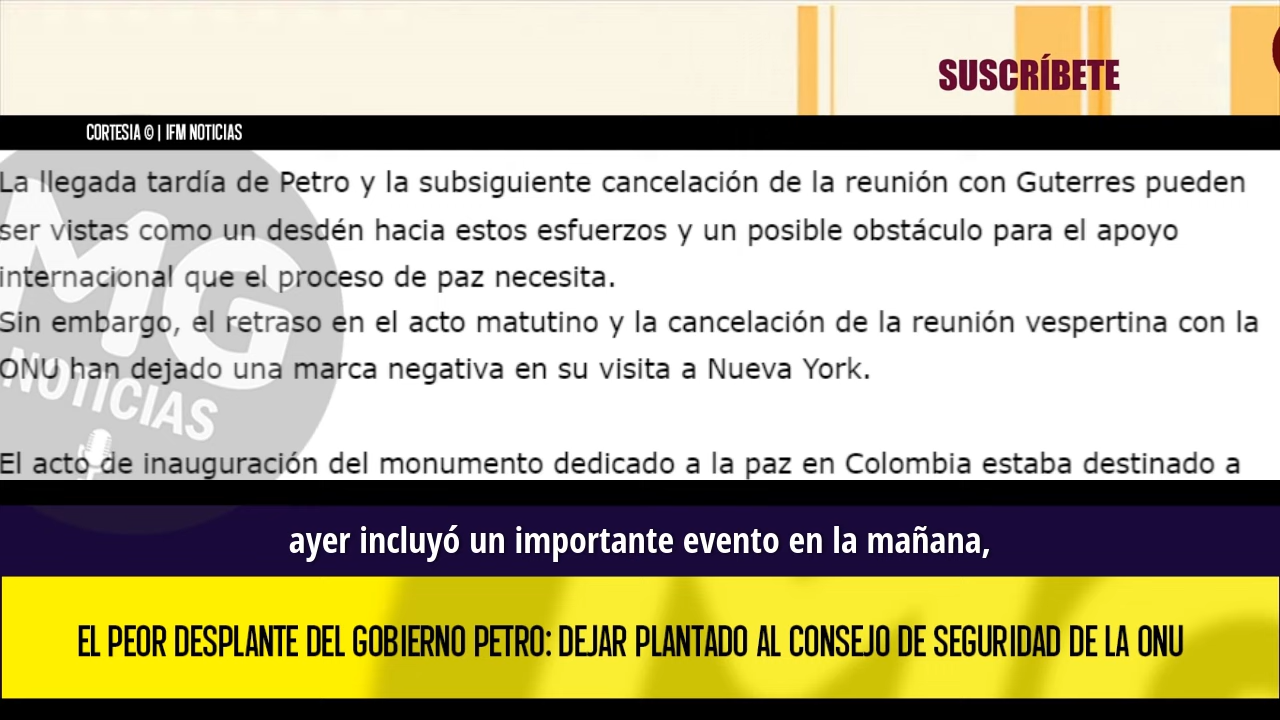 SUSCRÍBETE
CORTESIA © | IFM NOTICIAS
La llegada tardía de Petro y la subsiguiente cancelación de la reunión con Guterres pueden
ser vistas como un desdén hacia estos esfuerzos y un posible obstáculo para el apoyo
internacional que el proceso de paz necesita.
Sin embargo, el retraso en el acto matutino y la cancelación de la reunión vespertina con la
ONU han dejado una marca negativa en su visita a Nueva York.
MG
NOTICIAS
El acto de inauguración del monumento dedicado a la paz en Colombia estaba destinado a
ayer incluyó un importante evento en la mañana,
EL PEOR DESPLANTE DEL GOBIERNO PETRO: DEJAR PLANTADO AL CONSEJO DE SEGURIDAD DE LA ONU